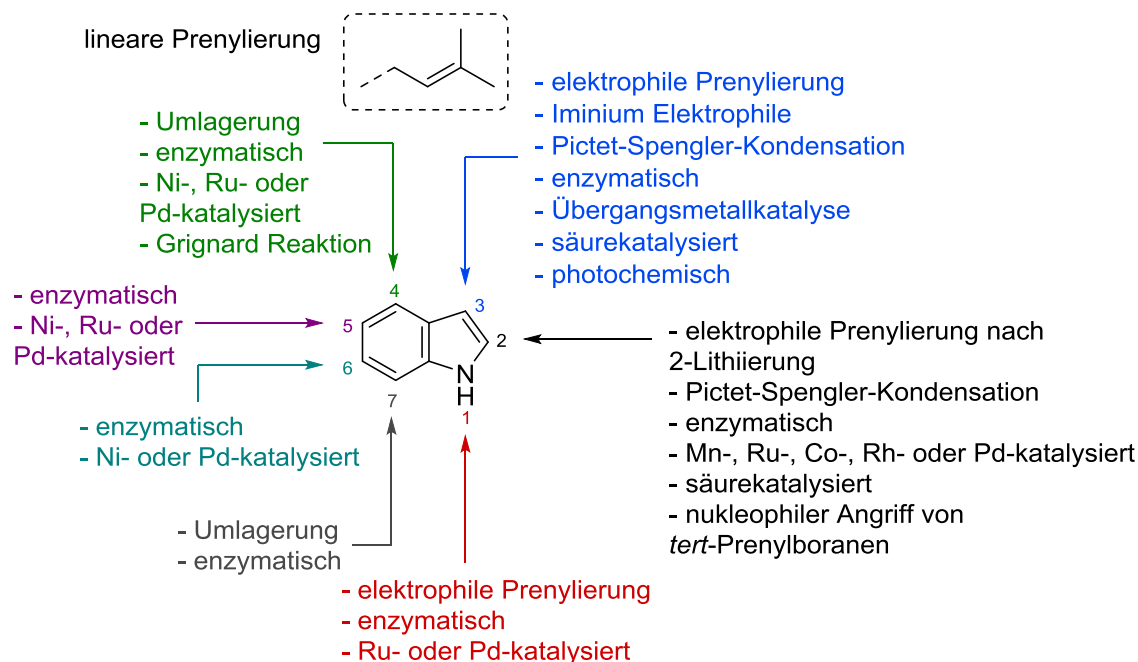 lineare Prenylierung
- Umlagerung
- enzymatisch
- Ni-, Ru- oder
Pd-katalysiert
- Grignard Reaktion
- elektrophile Prenylierung
- Iminium Elektrophile
- Pictet-Spengler-Kondensation
- enzymatisch
- Übergangsmetallkatalyse
- säurekatalysiert
- photochemisch
- enzymatisch
- Ni-, Ru- oder
Pd-katalysiert
4
3
5
2
6
7
N
H
1
- elektrophile Prenylierung nach
2-Lithiierung
- Pictet-Spengler-Kondensation
- enzymatisch
- Mn-, Ru-, Co-, Rh- oder Pd-katalysiert
- säurekatalysiert
- nukleophiler Angriff von
tert-Prenylboranen
- enzymatisch
- Ni- oder Pd-katalysiert
- Umlagerung
- enzymatisch
- elektrophile Prenylierung
- enzymatisch
- Ru- oder Pd-katalysiert